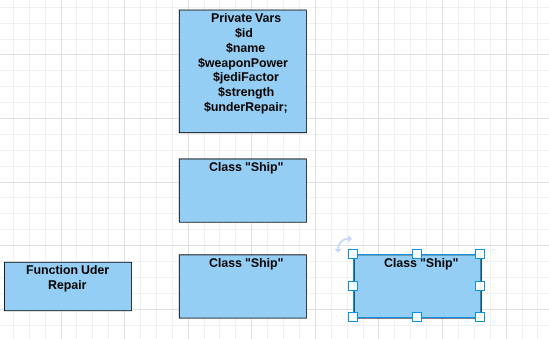 Private Vars
$id
$name
$weaponPower
$jediFactor
$strength
$underRepair;
Class "Ship"
Function Uder
Repair
Class "Ship"
Class "Ship"